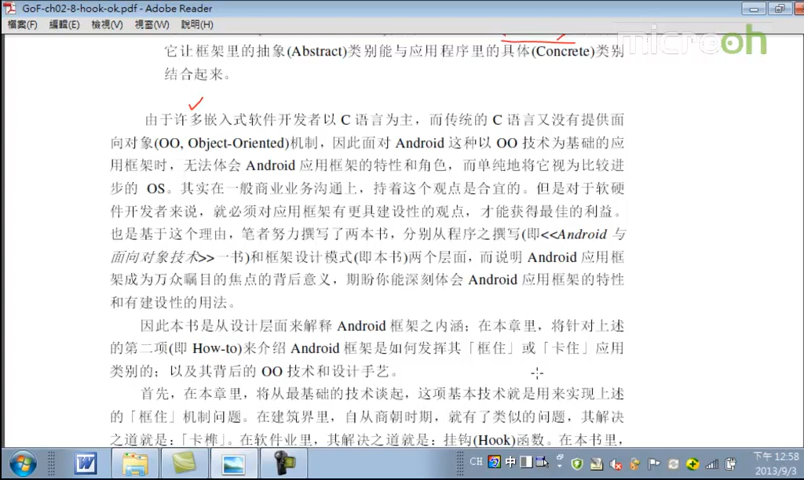 GoF-ch02-8-hook-ok.pdf - Adobe Reader
檔案(F) 編輯(E) 檢視(V) 視窗(W) 說明(H)
microoh
它让框架里的抽象(Abstract)类别能与应用程序里的具体(Concrete)类别
结合起来。
由于许多嵌入式软件开发者以 C 语言为主，而传统的 C 语言又没有提供面
向对象(OO, Object-Oriented)机制，因此面对 Android 这种以 OO 技术为基础的应
用框架时，无法体会 Android 应用框架的特性和角色，而单纯地将它视为比较进
步的 OS。其实在一般商业业务沟通上，持着这个观点是合宜的。但是对于软硬
件开发者来说，就必须对应用框架有更具建设性的观点，才能获得最佳的利益。
也是基于这个理由，笔者努力撰写了两本书，分别从程序之撰写(即<<Android 与
面向对象技术>>一书)和框架设计模式(即本书)两个层面，而说明 Android 应用框
架成为万众瞩目的焦点的背后意义，期盼你能深刻体会 Android 应用框架的特性
和有建设性的用法。
因此本书是从设计层面来解释 Android 框架之内涵；在本章里，将针对上述
的第二项(即 How-to)来介绍 Android 框架是如何发挥其「框住」或「卡住」应用
类别的；以及其背后的 OO 技术和设计手艺。
首先，在本章里，将从最基础的技术谈起，这项基本技术就是用来实现上述
的「框住」机制问题。在建筑界里，自从商朝时期，就有了类似的问题，其解决
之道就是：「卡榫」。在软件业里，其解决之道就是：挂钩(Hook)函数。在本书里，
CH 中
下午 12:58
2013/9/3